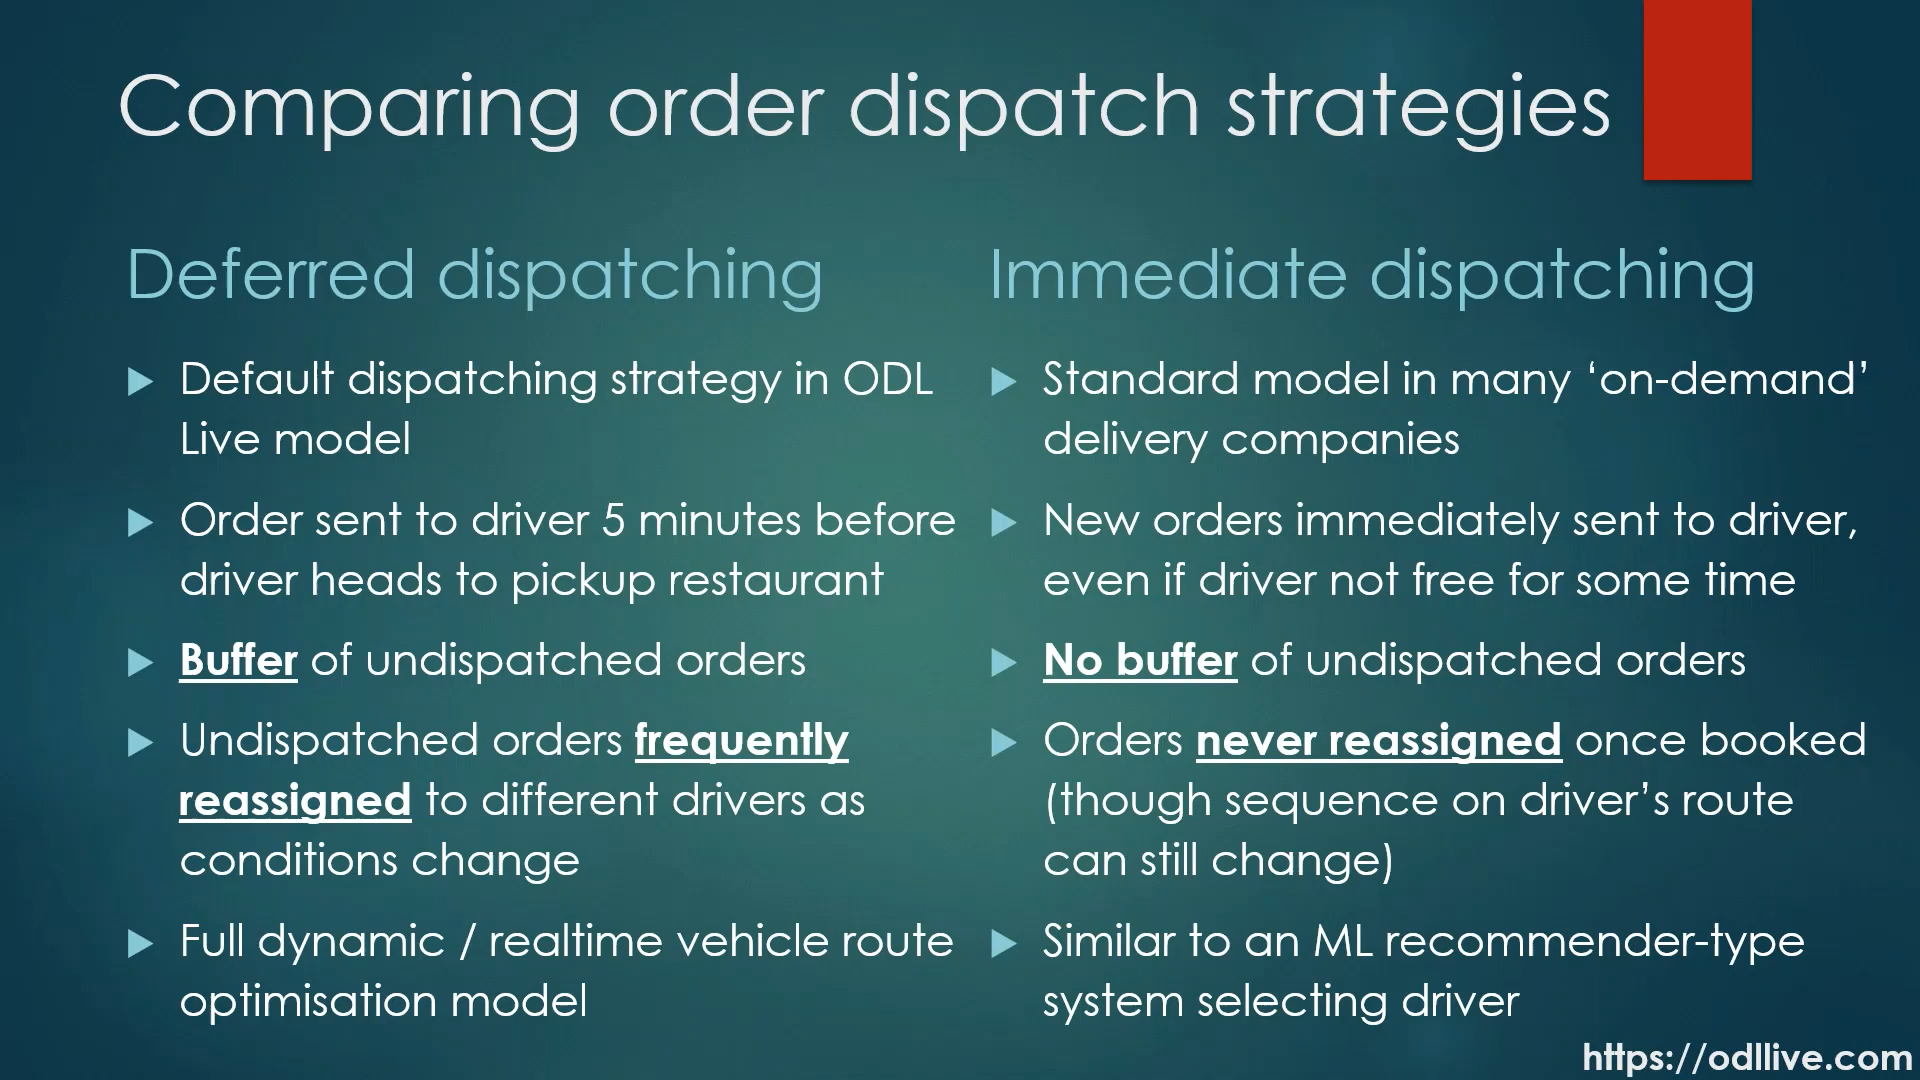 Comparing order dispatch strategies
Deferred dispatching
Default dispatching strategy in ODL
Live model
Order sent to driver 5 minutes before
driver heads to pickup restaurant
Buffer of undispatched orders
Undispatched orders frequently
reassigned to different drivers as
conditions change
Full dynamic / realtime vehicle route
optimisation model
Immediate dispatching
Standard model in many ‘on-demand’
delivery companies
New orders immediately sent to driver,
even if driver not free for some time
No buffer of undispatched orders
Orders never reassigned once booked
(though sequence on driver’s route
can still change)
Similar to an ML recommender-type
system selecting driver
https://odllive.com